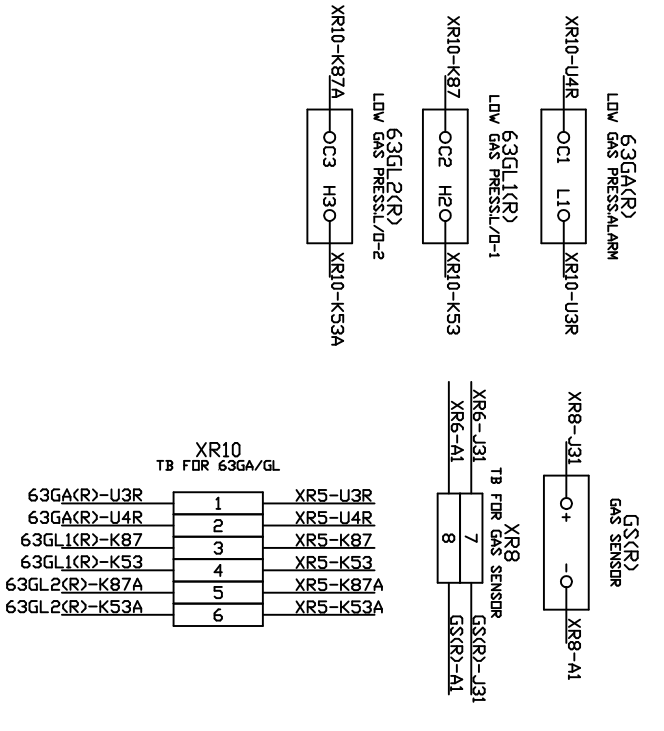 63GA(R)
LOW GAS PRESS.ALARM
XR10-U4R
C1 L1
XR10-U3R
63GL1(R)
LOW GAS PRESS.L/O-1
XR10-K87
C2 H2
XR10-K53
63GL2(R)
LOW GAS PRESS.L/O-2
XR10-K87A
C3 H3
XR10-K53A
GS(R)
GAS SENSOR
XR8-J31
+ -
XR8-A1
XR8
TB FOR GAS SENSOR
XR6-J31 7 GS(R)-J31
XR6-A1 8 GS(R)-A1
XR10
TB FOR 63GA/GL
63GA(R)-U3R 1 XR5-U3R
63GA(R)-U4R 2 XR5-U4R
63GL1(R)-K87 3 XR5-K87
63GL1(R)-K53 4 XR5-K53
63GL2(R)-K87A 5 XR5-K87A
63GL2(R)-K53A 6 XR5-K53A